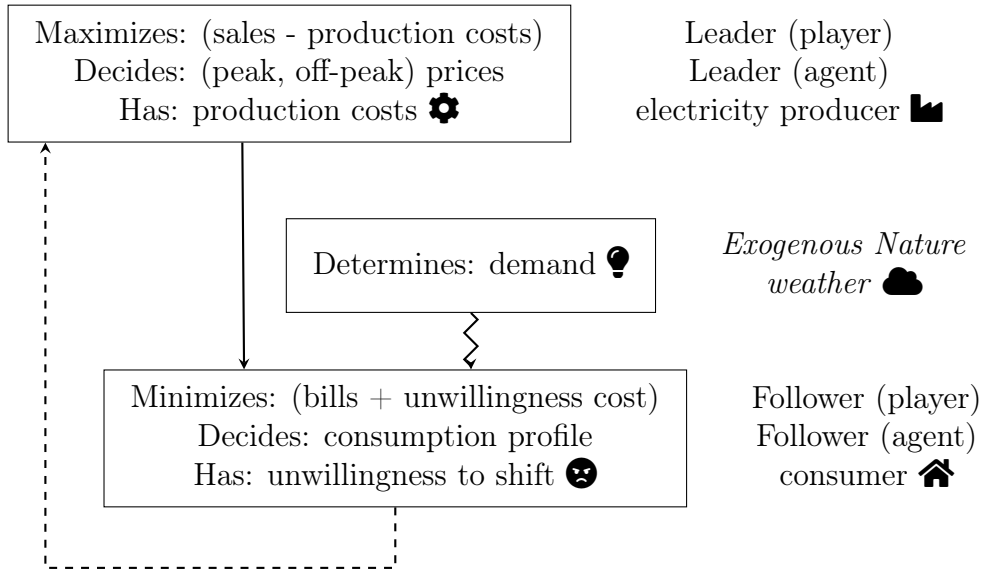 Maximizes: (sales - production costs)
Decides: (peak, off-peak) prices
Has: production costs
Leader (player)
Leader (agent)
electricity producer
Determines: demand
Exogenous Nature
weather
Minimizes: (bills + unwillingness cost)
Decides: consumption profile
Has: unwillingness to shift
Follower (player)
Follower (agent)
consumer